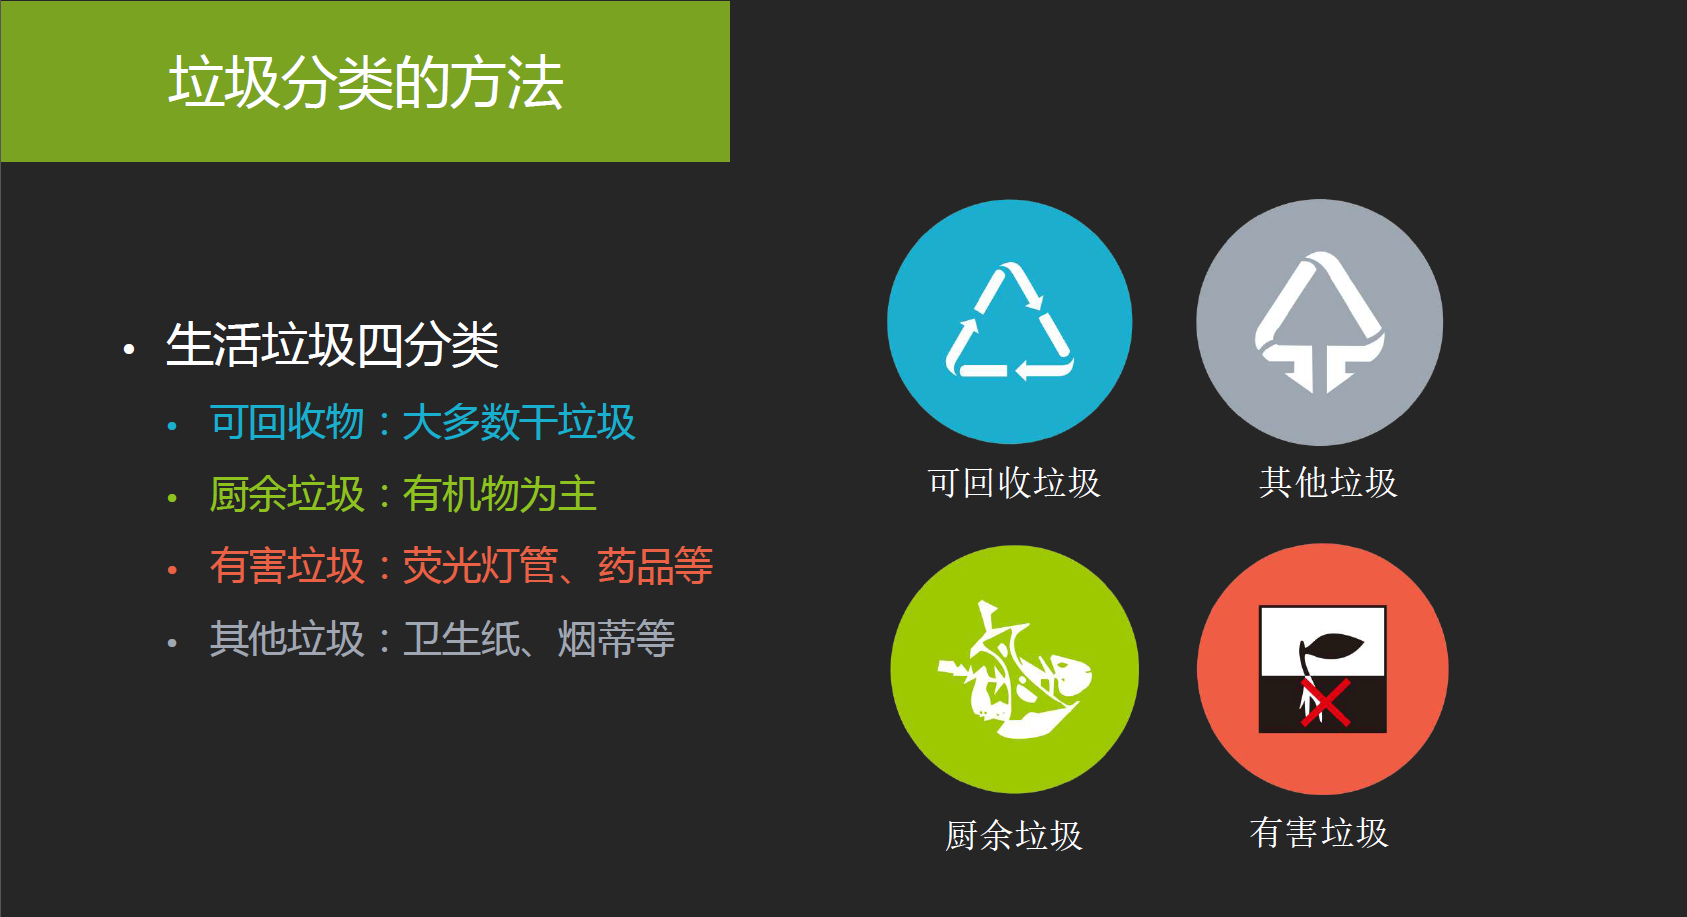 垃圾分类的方法
• 生活垃圾四分类
• 可回收物：大多数干垃圾
• 厨余垃圾：有机物为主
• 有害垃圾：荧光灯管、药品等
• 其他垃圾：卫生纸、烟蒂等
可回收垃圾
其他垃圾
厨余垃圾
有害垃圾